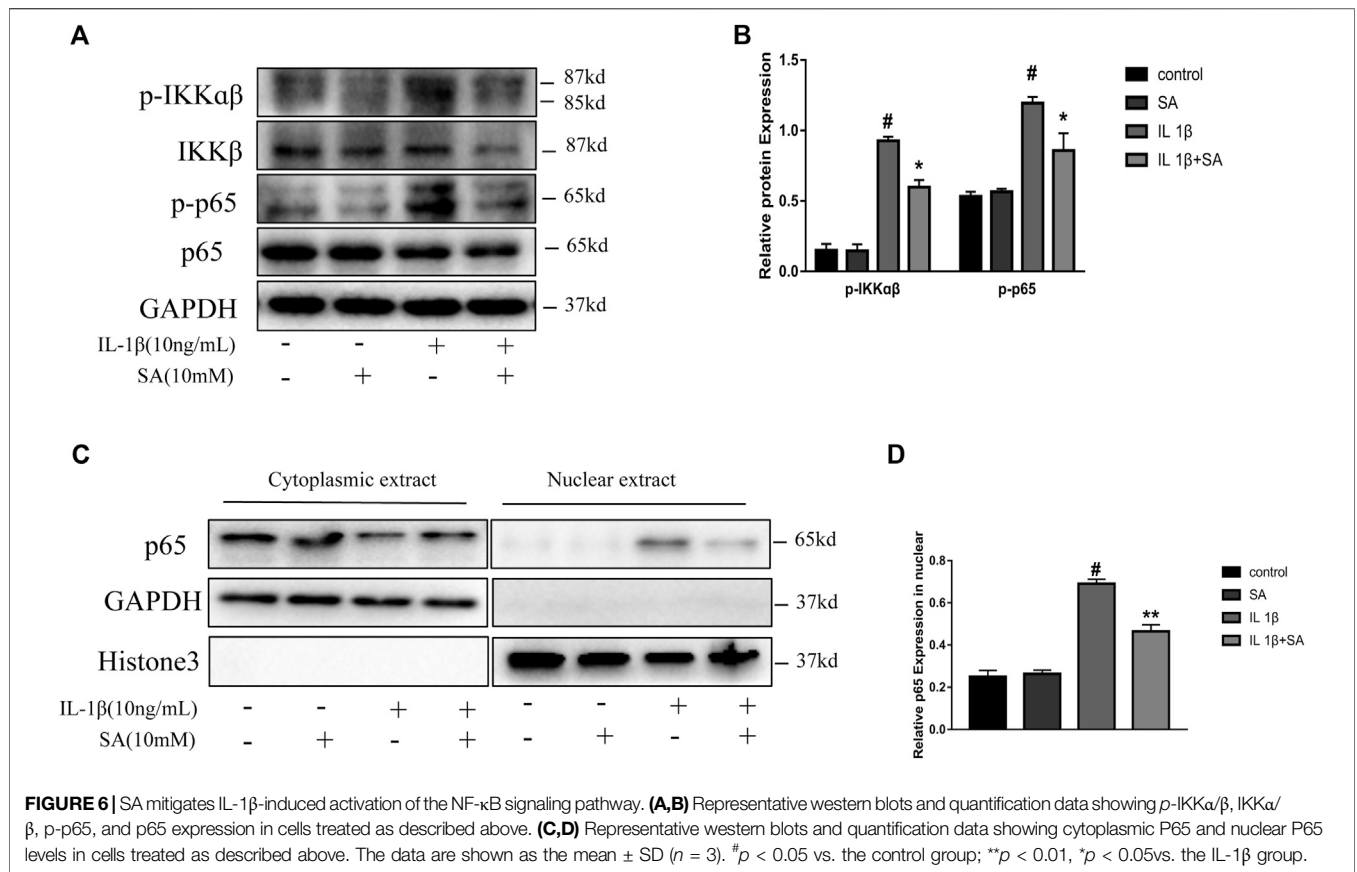 A
p-IKKαβ
87kd
85kd
IKKβ
87kd
p-p65
65kd
p65
65kd
GAPDH
37kd
IL-1β(10ng/mL) - - + +
SA(10mM) - + - +
B
Relative protein Expression
1.5
1.0
0.5
0.0
# * # *
p-IKKαβ p-p65
control
SA
IL 1β
IL 1β+SA
C
Cytoplasmic extract Nuclear extract
p65
65kd
GAPDH
37kd
Histone3
37kd
IL-1β(10ng/mL) - - + + - - + +
SA(10mM) - + - + - + - +
D
Relative p65 Expression in nuclear
0.8
0.6
0.4
0.2
0.0
# **
control
SA
IL 1β
IL 1β+SA
FIGURE 6 | SA mitigates IL-1β-induced activation of the NF-κB signaling pathway. (A,B) Representative western blots and quantification data showing p-IKKα/β, IKKα/
β, p-p65, and p65 expression in cells treated as described above. (C,D) Representative western blots and quantification data showing cytoplasmic P65 and nuclear P65
levels in cells treated as described above. The data are shown as the mean ± SD (n = 3). #p < 0.05 vs. the control group; **p < 0.01, *p < 0.05vs. the IL-1β group.